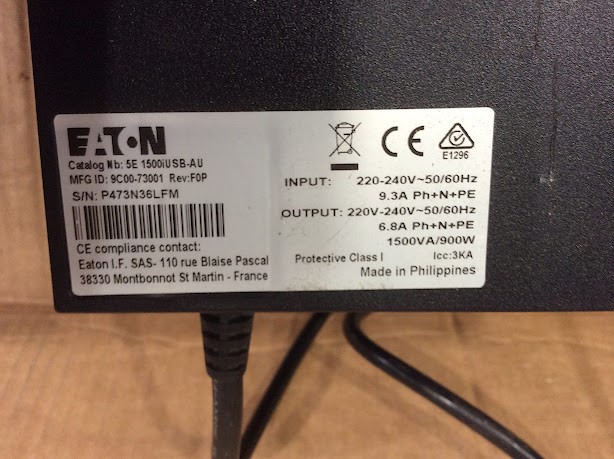 EATON
Catalog Nb: 5E 1500iUSB-AU
MFG ID: 9C00-73001 Rev:F0P
S/N: P473N36LFM
CE compliance contact:
Eaton I.F. SAS- 110 rue Blaise Pascal
38330 Montbonnot St Martin - France
CE
E1296
INPUT: 220-240V~50/60Hz
9.3A Ph+N+PE
OUTPUT: 220V-240V~50/60Hz
6.8A Ph+N+PE
1500VA/900W
Protective Class I Icc:3KA
Made in Philippines